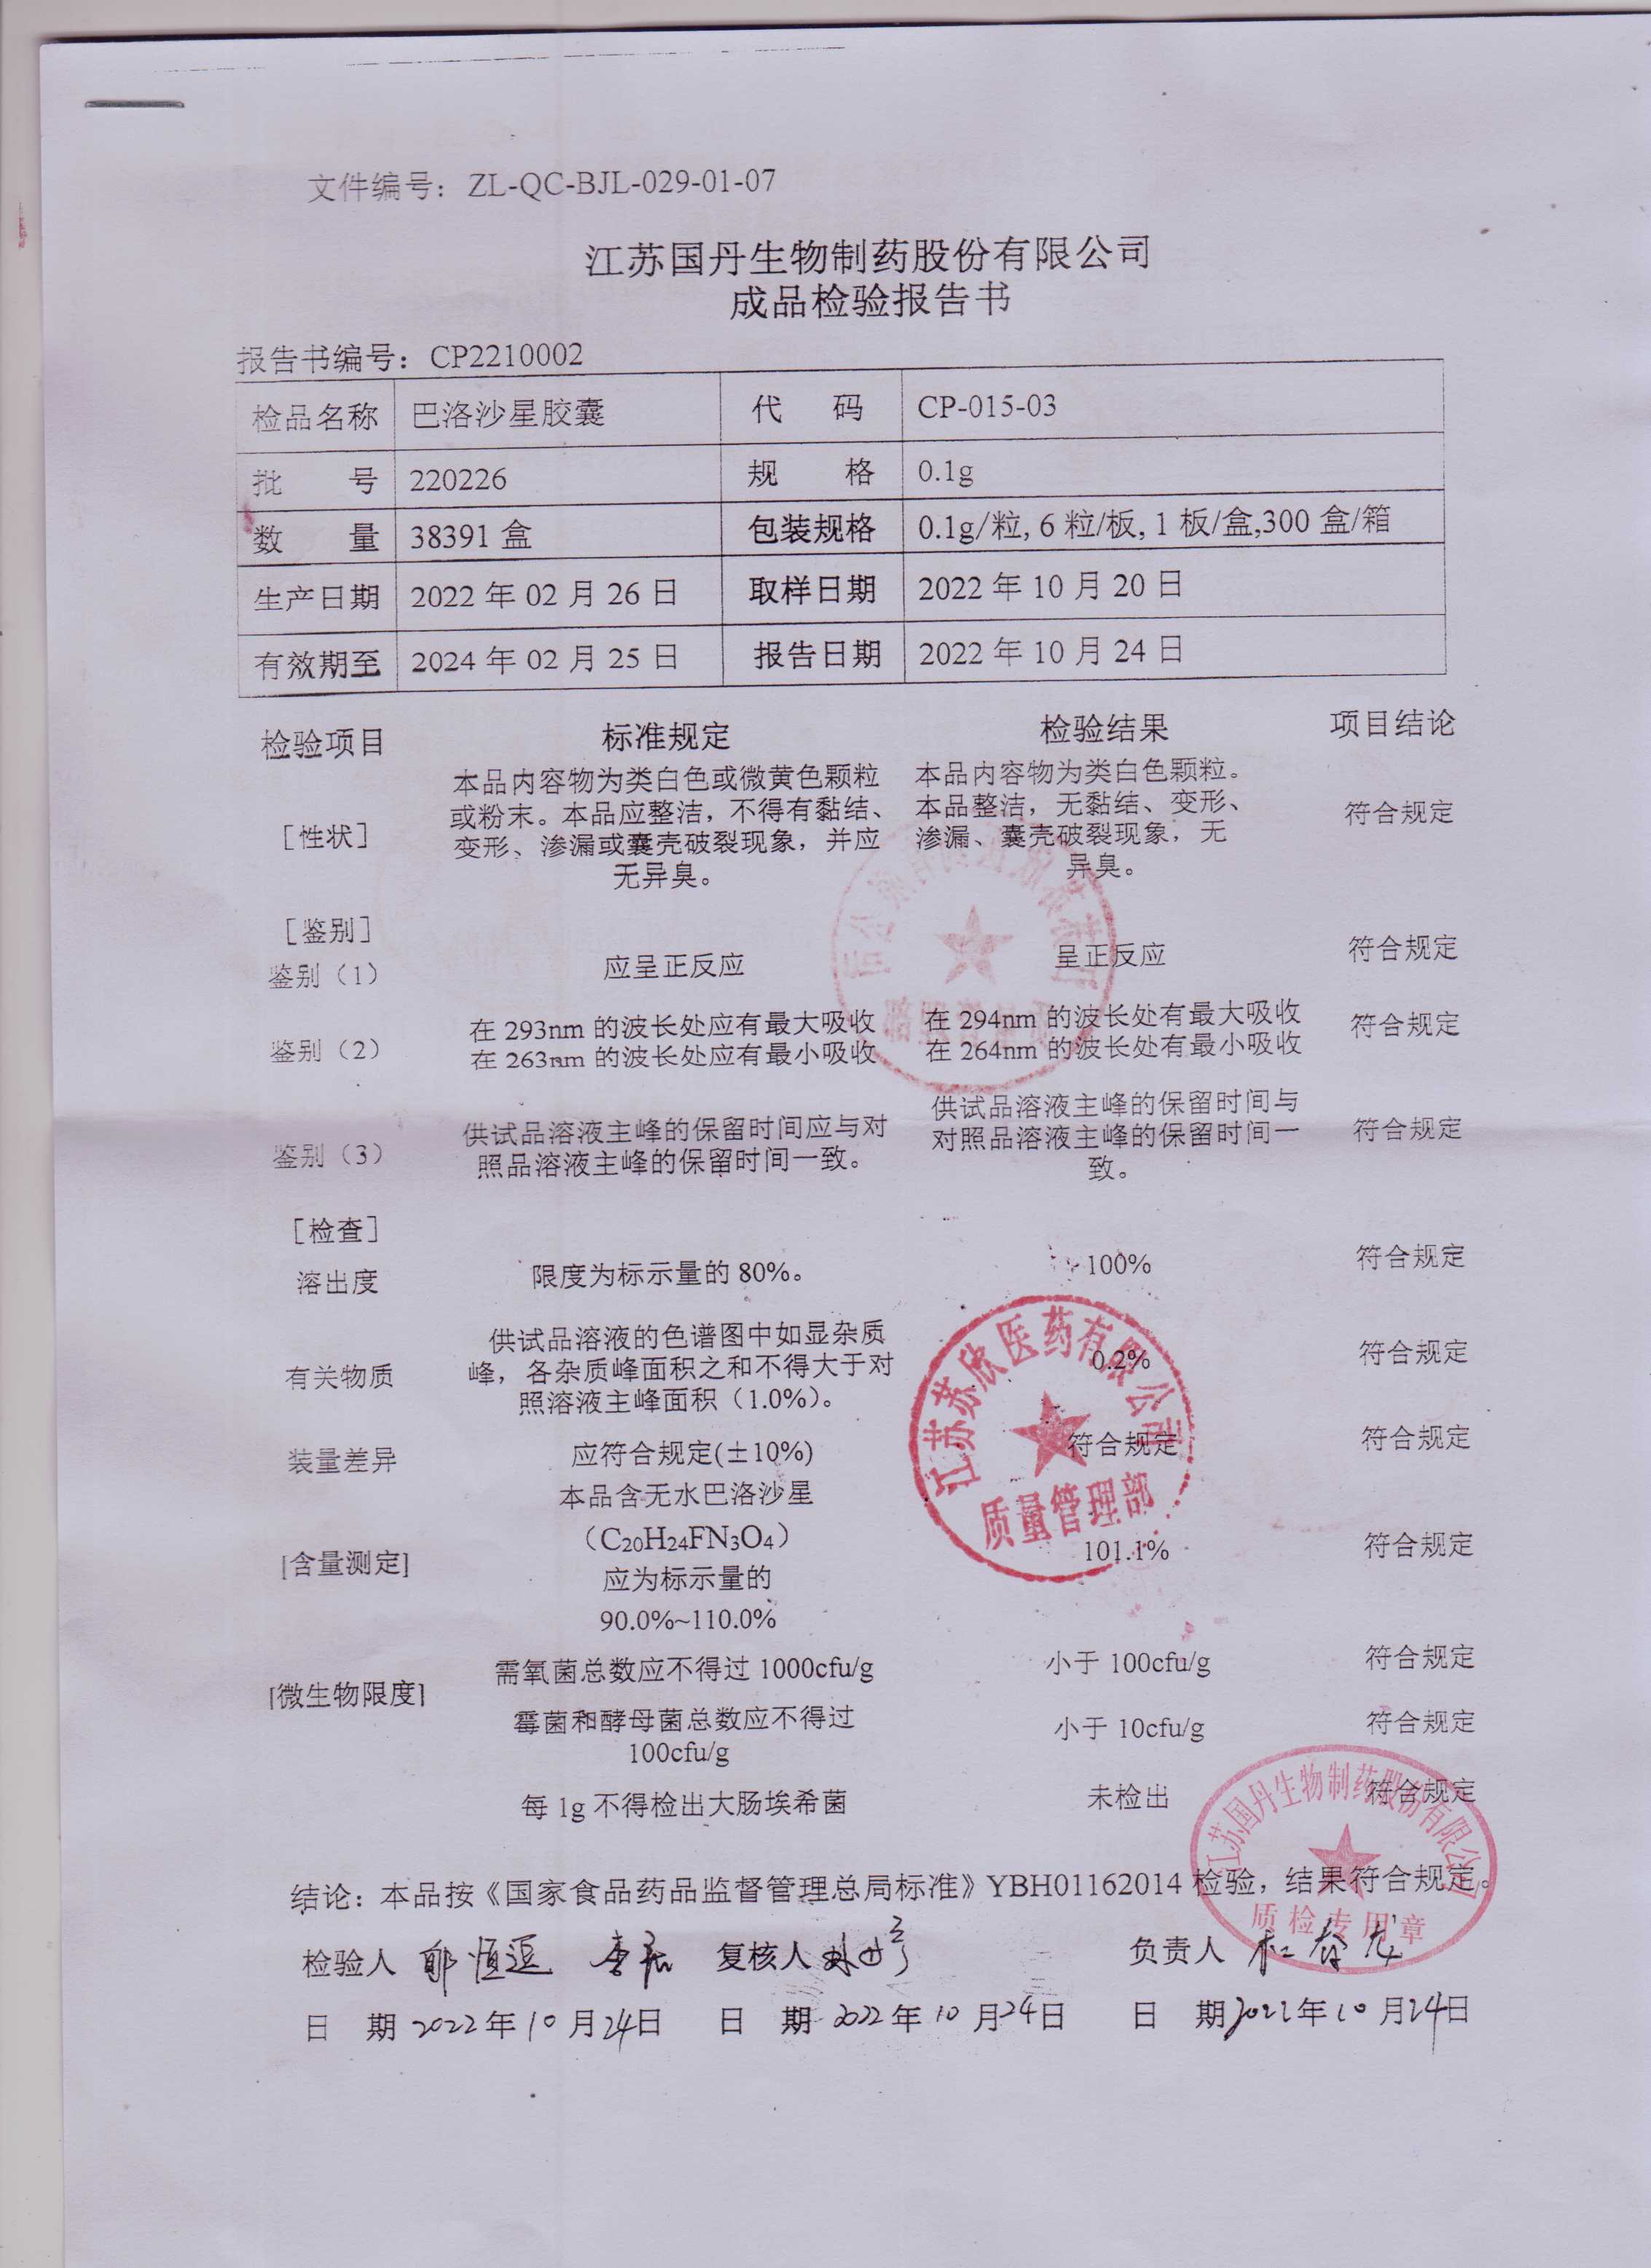 文件编号：ZL-QC-BJL-029-01-07
江苏国丹生物制药股份有限公司
成品检验报告书
报告书编号：CP2210002
检品名称 巴洛沙星胶囊 代 码 CP-015-03
批 号 220226 规 格 0.1g
数 量 38391 盒 包装规格 0.1g/粒, 6 粒/板, 1 板/盒,300 盒/箱
生产日期 2022 年 02 月 26 日 取样日期 2022 年 10 月 20 日
有效期至 2024 年 02 月 25 日 报告日期 2022 年 10 月 24 日
检验项目 标准规定 检验结果 项目结论
[性状]
本品内容物为类白色或微黄色颗粒
或粉末。本品应整洁，不得有黏结、
变形、渗漏或囊壳破裂现象，并应
无异臭。
本品内容物为类白色颗粒。
本品整洁，无黏结、变形、
渗漏、囊壳破裂现象，无
异臭。
符合规定
[鉴别]
鉴别（1） 应呈正反应 呈正反应 符合规定
鉴别（2）
在 293nm 的波长处应有最大吸收
在 263nm 的波长处应有最小吸收
在 294nm 的波长处有最大吸收
在 264nm 的波长处有最小吸收
符合规定
鉴别（3）
供试品溶液主峰的保留时间应与对
照品溶液主峰的保留时间一致。
供试品溶液主峰的保留时间与
对照品溶液主峰的保留时间一
致。
符合规定
[检查]
溶出度 限度为标示量的 80%。 100% 符合规定
有关物质
供试品溶液的色谱图中如显杂质
峰，各杂质峰面积之和不得大于对
照溶液主峰面积（1.0%）。
0.2%
符合规定
装量差异 应符合规定(±10%) 符合规定 符合规定
[含量测定]
本品含无水巴洛沙星
（C20H24FN3O4）
应为标示量的
90.0%~110.0%
101.1%
符合规定
[微生物限度]
需氧菌总数应不得过 1000cfu/g 小于 100cfu/g 符合规定
霉菌和酵母菌总数应不得过
100cfu/g
小于 10cfu/g 符合规定
每 1g 不得检出大肠埃希菌 未检出 符合规定
结论：本品按《国家食品药品监督管理总局标准》YBH01162014 检验，结果符合规定。
检验人 复核人 负责人
日 期 2022年10月24日 日 期 2022年10月24日 日 期 2022年10月24日
江苏苏欣医药有限公司
质量管理部
江苏国丹生物制药股份有限公司
质检专用章